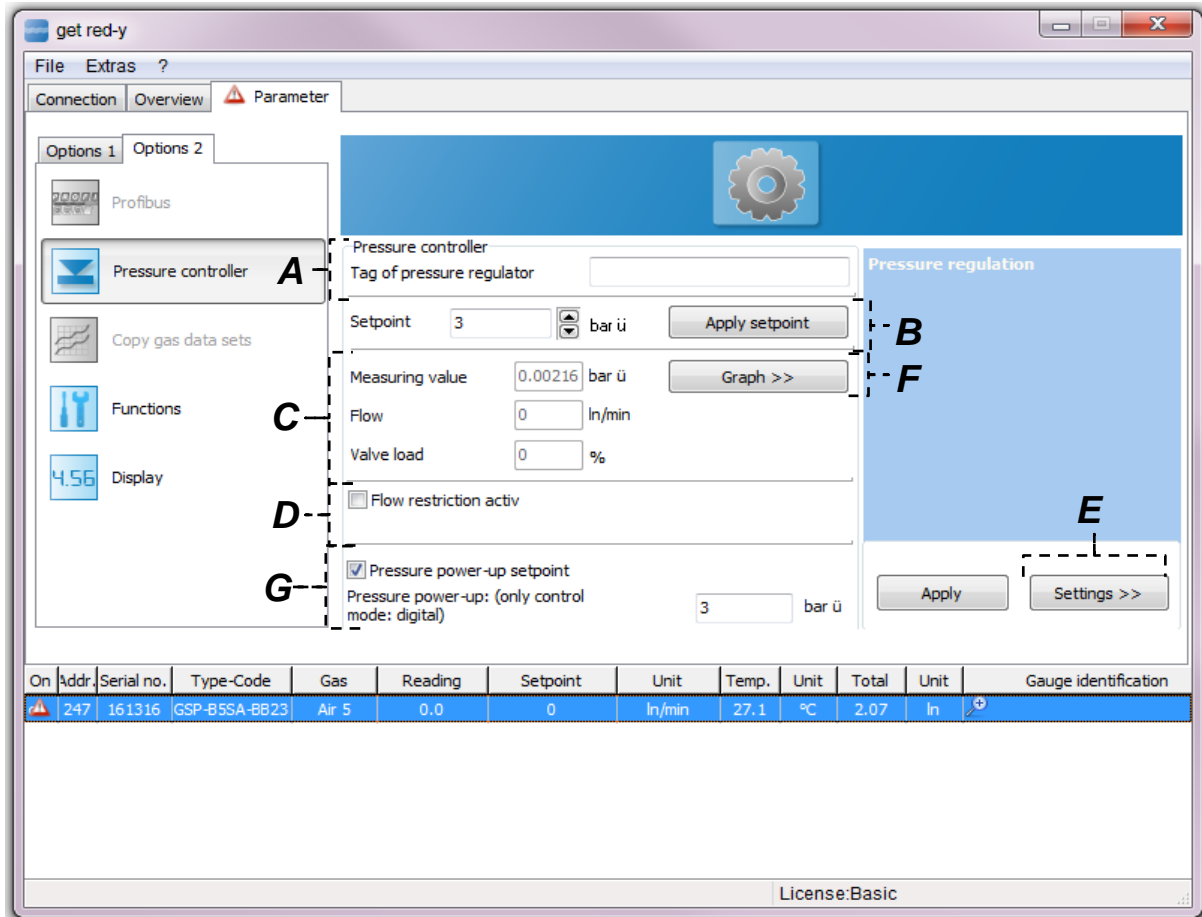 get red-y
File Extras ?
Connection Overview Parameter
Options 1 Options 2
Profibus
Pressure controller
Copy gas data sets
Functions
4.56 Display
A
Pressure controller
Tag of pressure regulator
Setpoint 3 bar ü Apply setpoint
B
C
Measuring value 0.00216 bar ü Graph >>
F
Flow 0 ln/min
Valve load 0 %
D
Flow restriction activ
G
Pressure power-up setpoint
Pressure power-up: (only control
mode: digital) 3 bar ü
Pressure regulation
E
Apply Settings >>
On Addr. Serial no. Type-Code Gas Reading Setpoint Unit Temp. Unit Total Unit Gauge identification
247 161316 GSP-B5SA-BB23 Air 5 0.0 0 ln/min 27.1 °C 2.07 ln
License:Basic